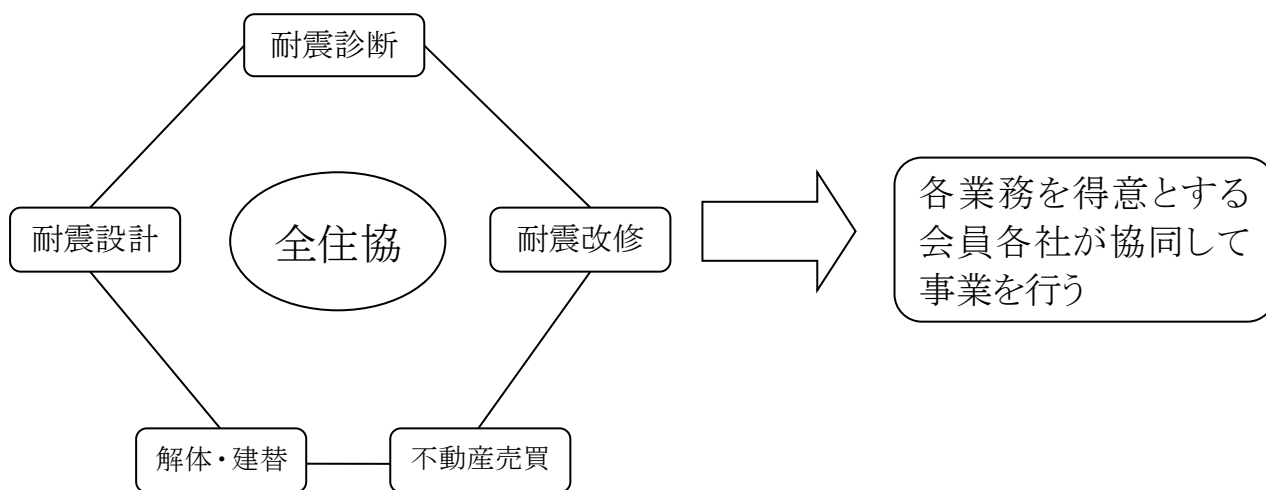 耐震診断
耐震設計
全住協
耐震改修
解体・建替
不動産売買
各業務を得意とする
会員各社が協同して
事業を行う